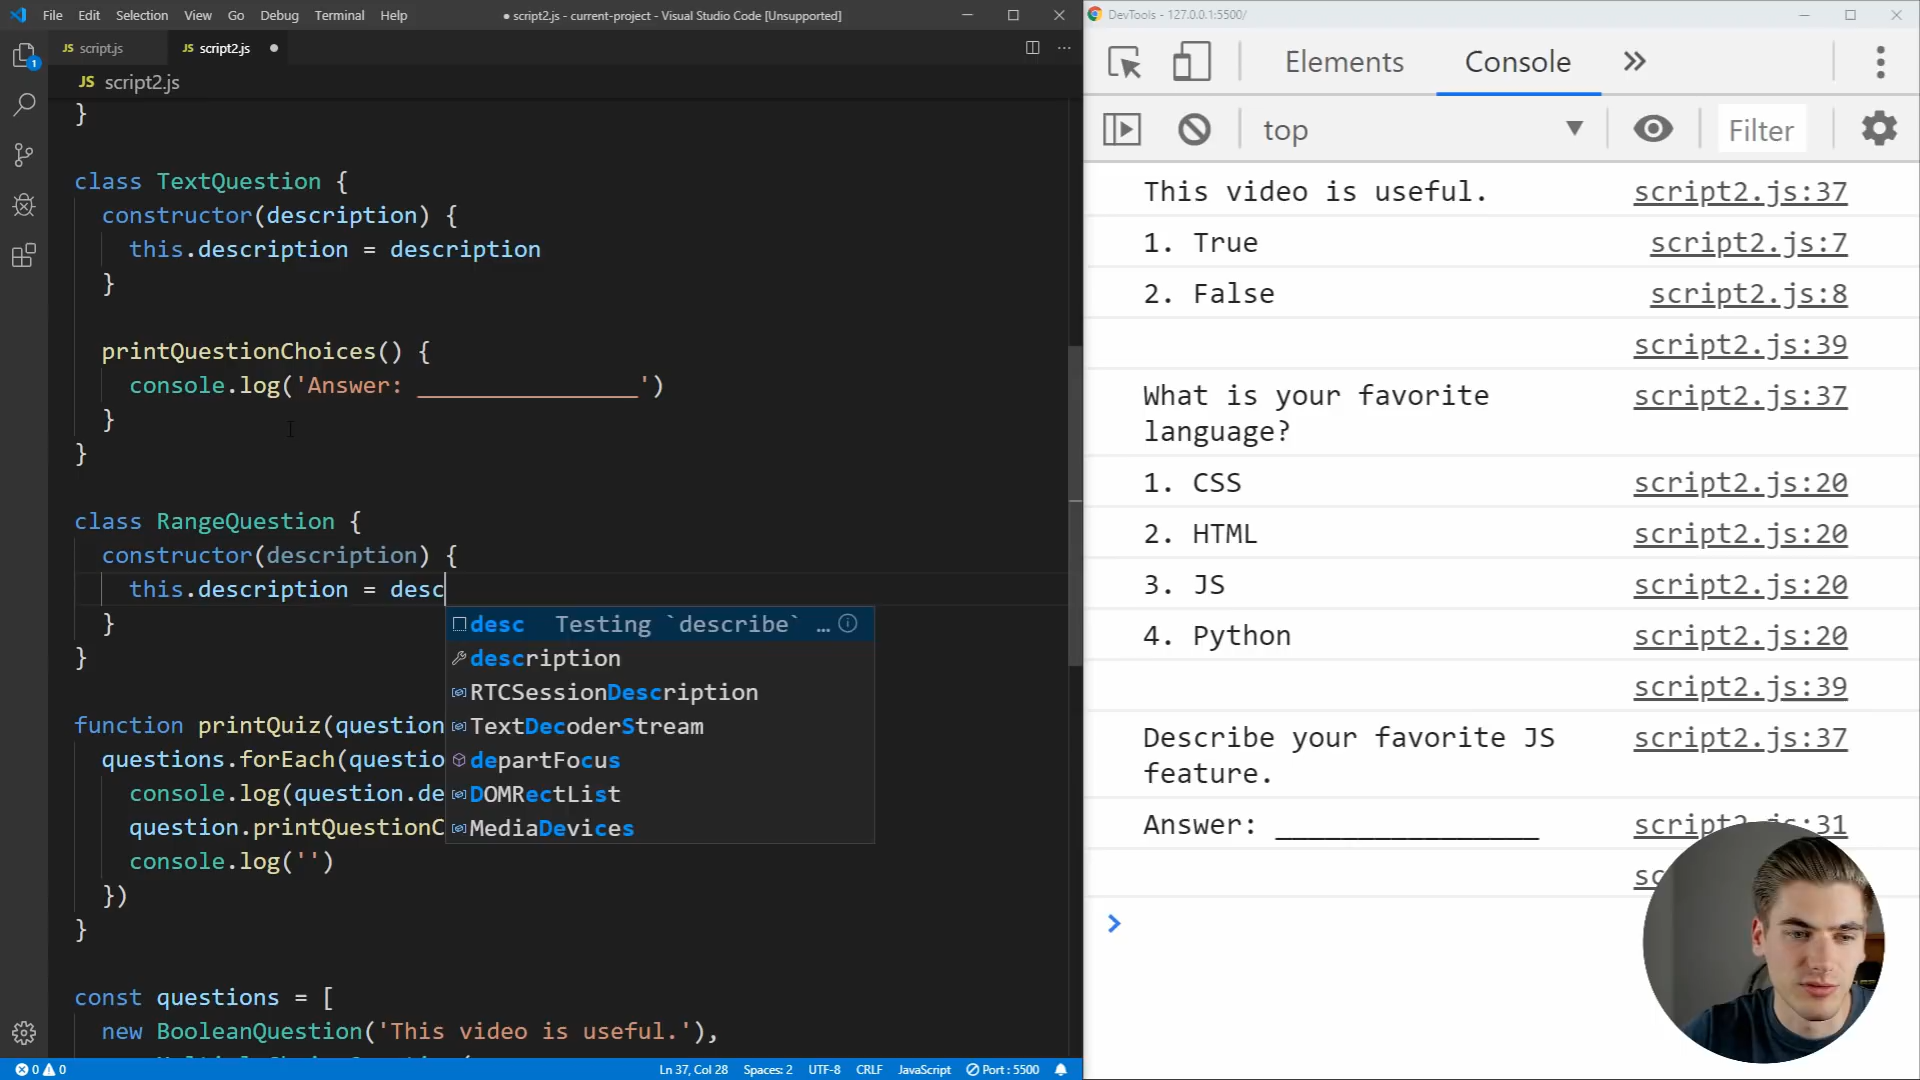 File Edit Selection View Go Debug Terminal Help
● script2.js - current-project - Visual Studio Code [Unsupported]
JS script.js
JS script2.js ●
JS script2.js
}
class TextQuestion {
constructor(description) {
this.description = description
}
printQuestionChoices() {
console.log('Answer: ________________')
}
}
class RangeQuestion {
constructor(description) {
this.description = desc
}
}
desc Testing `describe` …
description
RTCSessionDescription
TextDecoderStream
departFocus
DOMRectList
MediaDevices
function printQuiz(question
questions.forEach(questio
console.log(question.de
question.printQuestionC
console.log('')
})
}
const questions = [
new BooleanQuestion('This video is useful.'),
1
0 0
Ln 37, Col 28 Spaces: 2 UTF-8 CRLF JavaScript Port : 5500
DevTools - 127.0.0.1:5500/
Elements Console
top Filter
This video is useful. script2.js:37
1. True script2.js:7
2. False script2.js:8
script2.js:39
What is your favorite script2.js:37
language?
1. CSS script2.js:20
2. HTML script2.js:20
3. JS script2.js:20
4. Python script2.js:20
script2.js:39
Describe your favorite JS script2.js:37
feature.
Answer: ________________